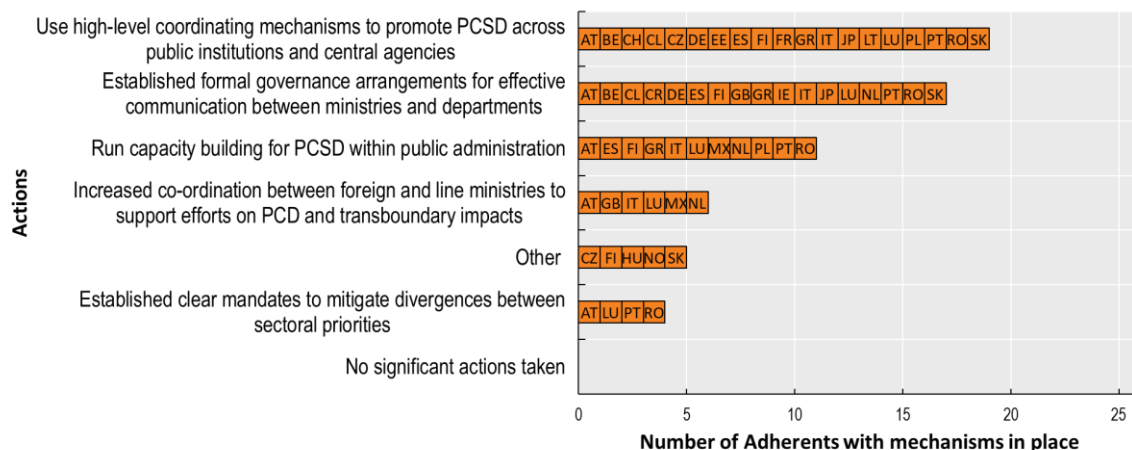 Use high-level coordinating mechanisms to promote PCSD across
public institutions and central agencies
AT BE CH CL CZ DE EE ES FI FR GR IT JP LT LU PL PT RO SK
Established formal governance arrangements for effective
communication between ministries and departments
AT BE CL CR DE ES FI GB GR IE IT JP LU NL PT RO SK
Run capacity building for PCSD within public administration
AT ES FI GR IT LU MX NL PL PT RO
Increased co-ordination between foreign and line ministries to
support efforts on PCD and transboundary impacts
AT GB IT LU MX NL
Other
CZ FI HU NO SK
Established clear mandates to mitigate divergences between
sectoral priorities
AT LU PT RO
No significant actions taken
Actions
0 5 10 15 20 25
Number of Adherents with mechanisms in place